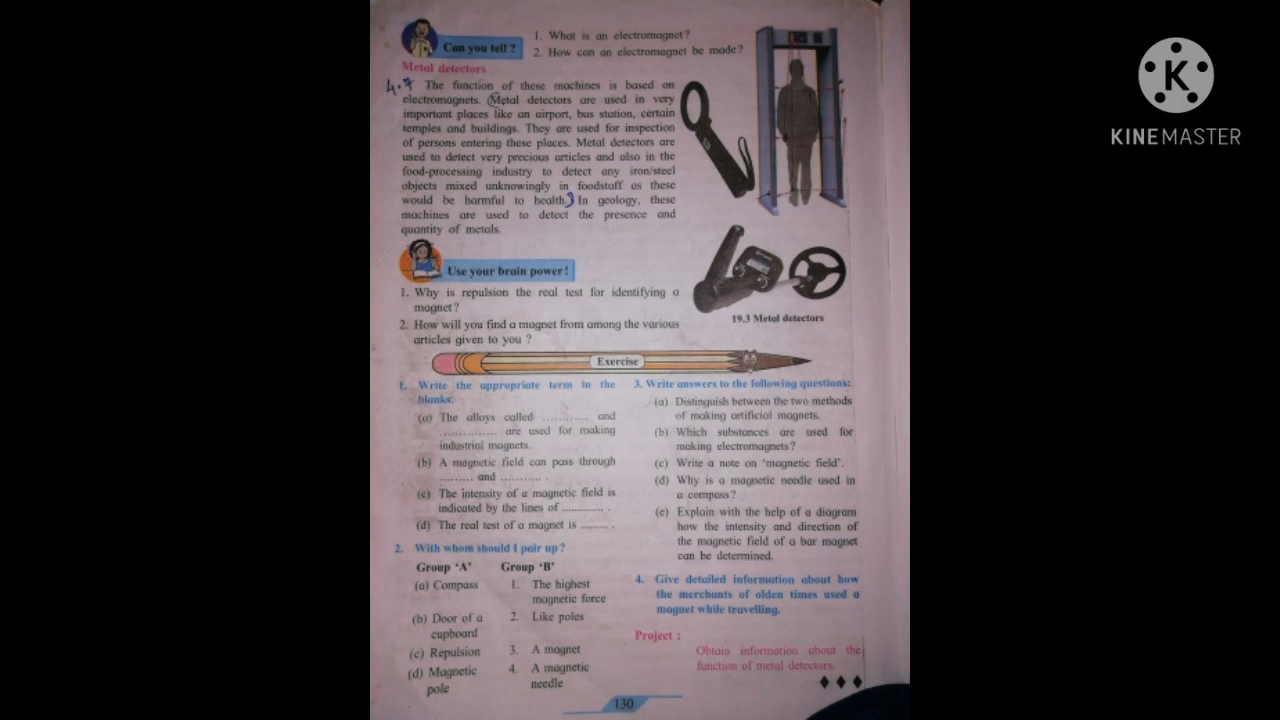 Can you tell ?
1. What is an electromagnet?
2. How can an electromagnet be made?
Metal detectors
4.7 The function of these machines is based on
electromagnets. (Metal detectors are used in very
important places like an airport, bus station, certain
temples and buildings. They are used for inspection
of persons entering these places. Metal detectors are
used to detect very precious articles and also in the
food-processing industry to detect any iron/steel
objects mixed unknowingly in foodstuff as these
would be harmful to health.) In geology, these
machines are used to detect the presence and
quantity of metals.
Use your brain power!
1. Why is repulsion the real test for identifying a
magnet?
2. How will you find a magnet from among the various
articles given to you ?
19.3 Metal detectors
Exercise
1. Write the appropriate term in the
blanks.
(a) The alloys called ............ and
............... are used for making
industrial magnets.
(b) A magnetic field can pass through
......... and ........... .
(c) The intensity of a magnetic field is
indicated by the lines of .............. .
(d) The real test of a magnet is ......... .
2. With whom should I pair up?
Group ‘A’ Group ‘B’
(a) Compass 1. The highest
magnetic force
(b) Door of a 2. Like poles
cupboard
(c) Repulsion 3. A magnet
(d) Magnetic 4. A magnetic
pole needle
3. Write answers to the following questions:
(a) Distinguish between the two methods
of making artificial magnets.
(b) Which substances are used for
making electromagnets?
(c) Write a note on ‘magnetic field’.
(d) Why is a magnetic needle used in
a compass?
(e) Explain with the help of a diagram
how the intensity and direction of
the magnetic field of a bar magnet
can be determined.
4. Give detailed information about how
the merchants of olden times used a
magnet while travelling.
Project :
Obtain information about the
function of metal detectors.
130
K
KINEMASTER